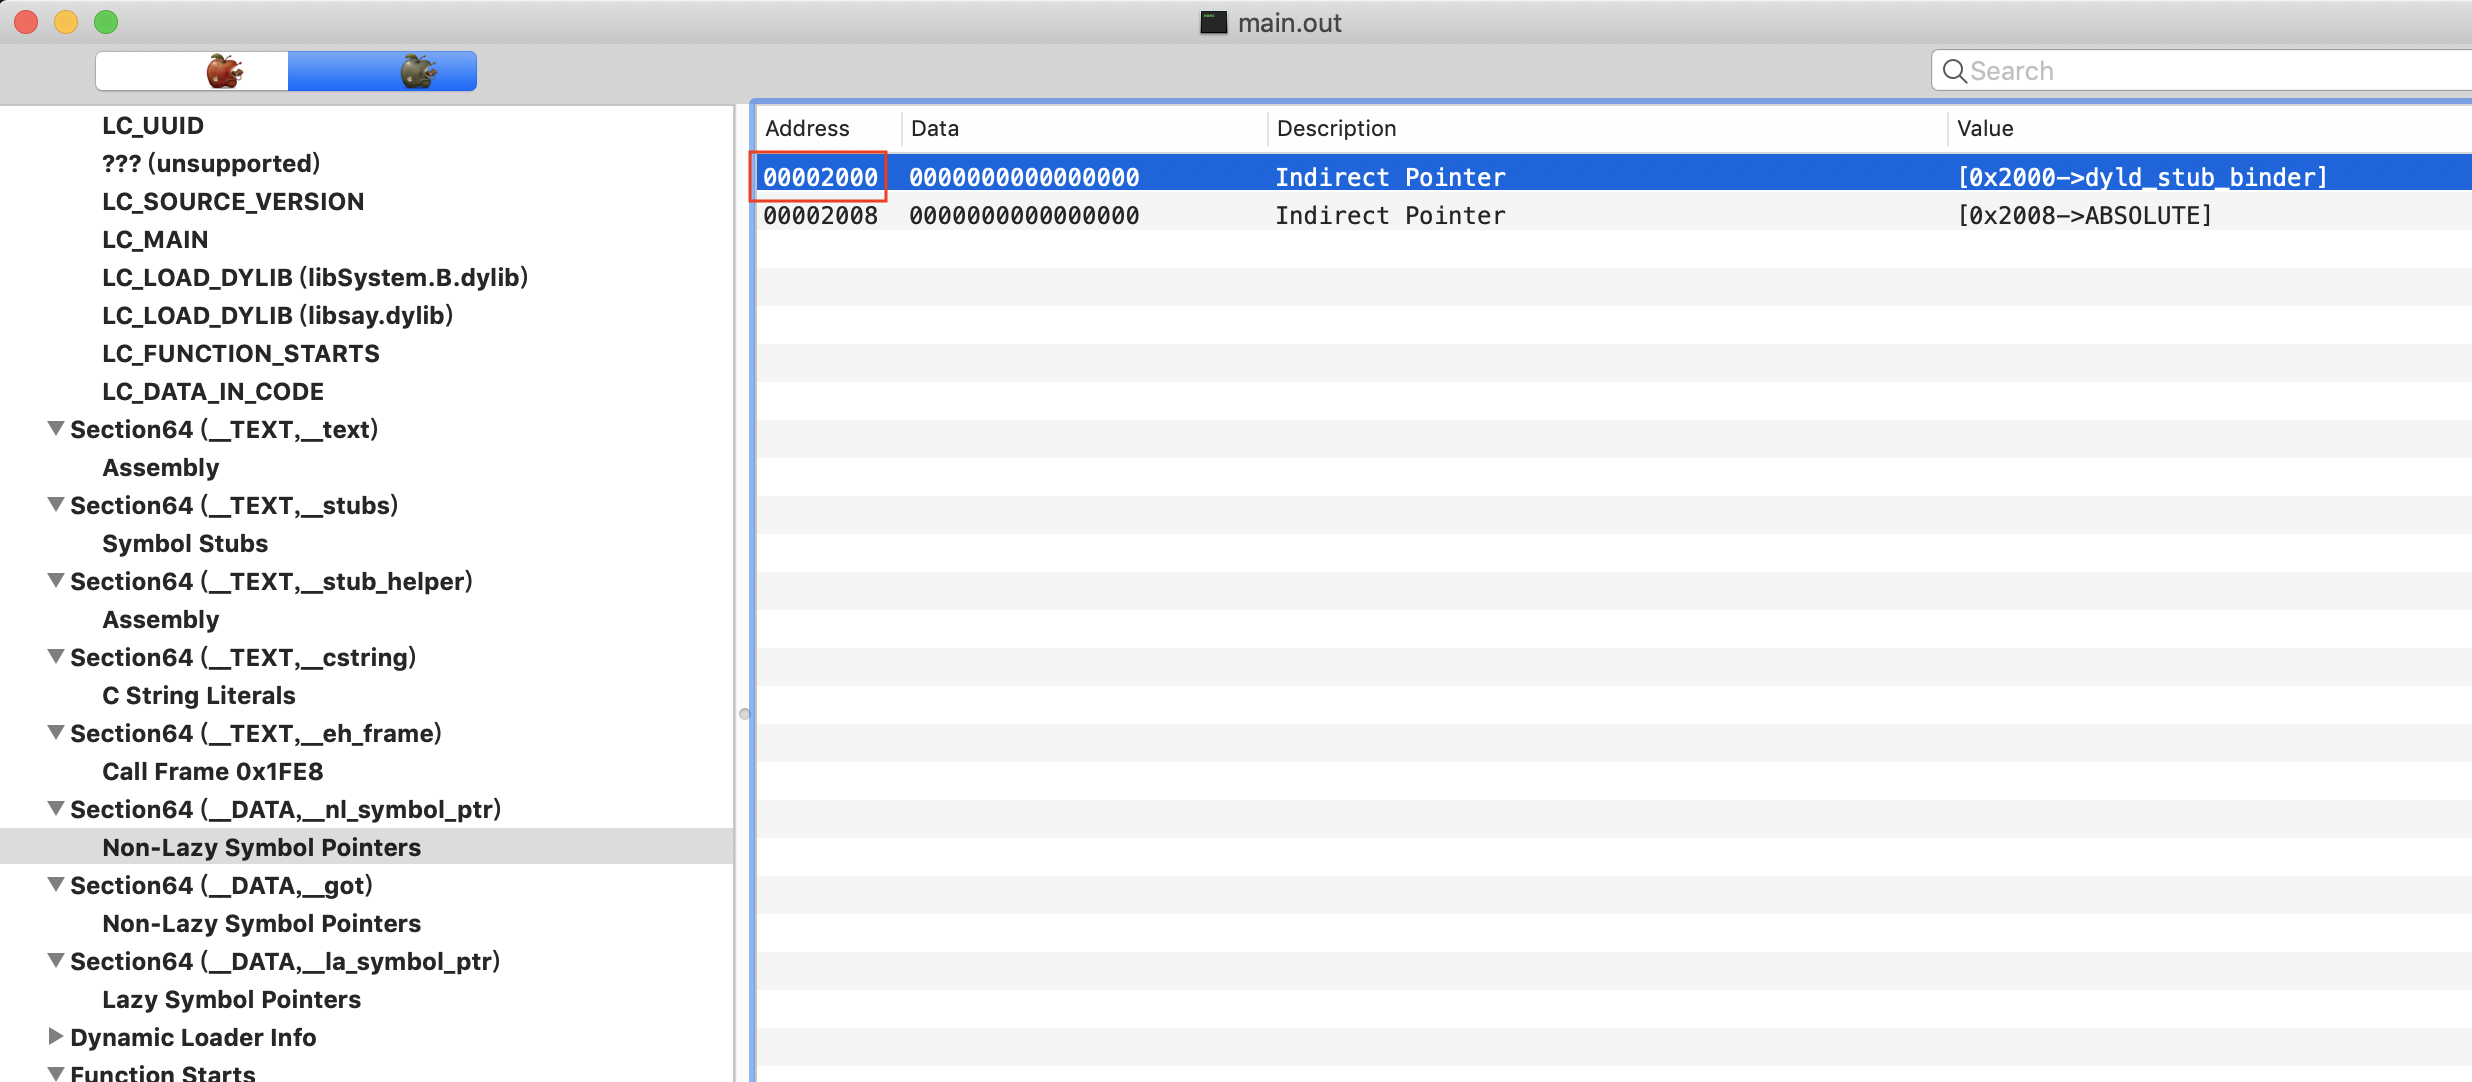 main.out
Search
LC_UUID
??? (unsupported)
LC_SOURCE_VERSION
LC_MAIN
LC_LOAD_DYLIB (libSystem.B.dylib)
LC_LOAD_DYLIB (libsay.dylib)
LC_FUNCTION_STARTS
LC_DATA_IN_CODE
Section64 (__TEXT,__text)
Assembly
Section64 (__TEXT,__stubs)
Symbol Stubs
Section64 (__TEXT,__stub_helper)
Assembly
Section64 (__TEXT,__cstring)
C String Literals
Section64 (__TEXT,__eh_frame)
Call Frame 0x1FE8
Section64 (__DATA,__nl_symbol_ptr)
Non-Lazy Symbol Pointers
Section64 (__DATA,__got)
Non-Lazy Symbol Pointers
Section64 (__DATA,__la_symbol_ptr)
Lazy Symbol Pointers
Dynamic Loader Info
Function Starts
Address Data Description Value
00002000 0000000000000000 Indirect Pointer [0x2000->dyld_stub_binder]
00002008 0000000000000000 Indirect Pointer [0x2008->ABSOLUTE]